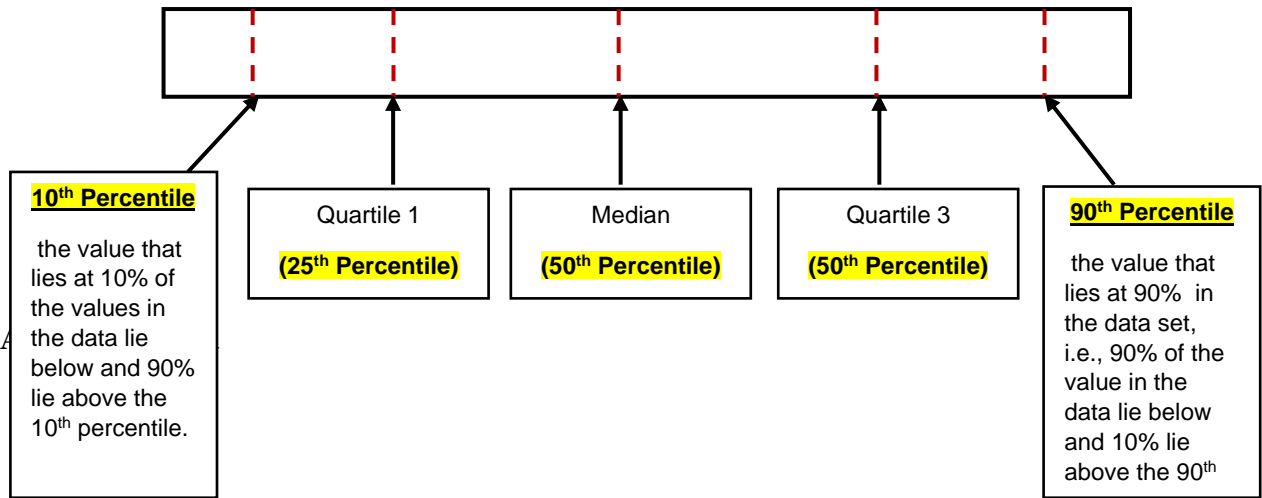 10th Percentile
the value that
lies at 10% of
the values in
the data lie
below and 90%
lie above the
10th percentile.
Quartile 1
(25th Percentile)
Median
(50th Percentile)
Quartile 3
(50th Percentile)
90th Percentile
the value that
lies at 90% in
the data set,
i.e., 90% of the
value in the
data lie below
and 10% lie
above the 90th